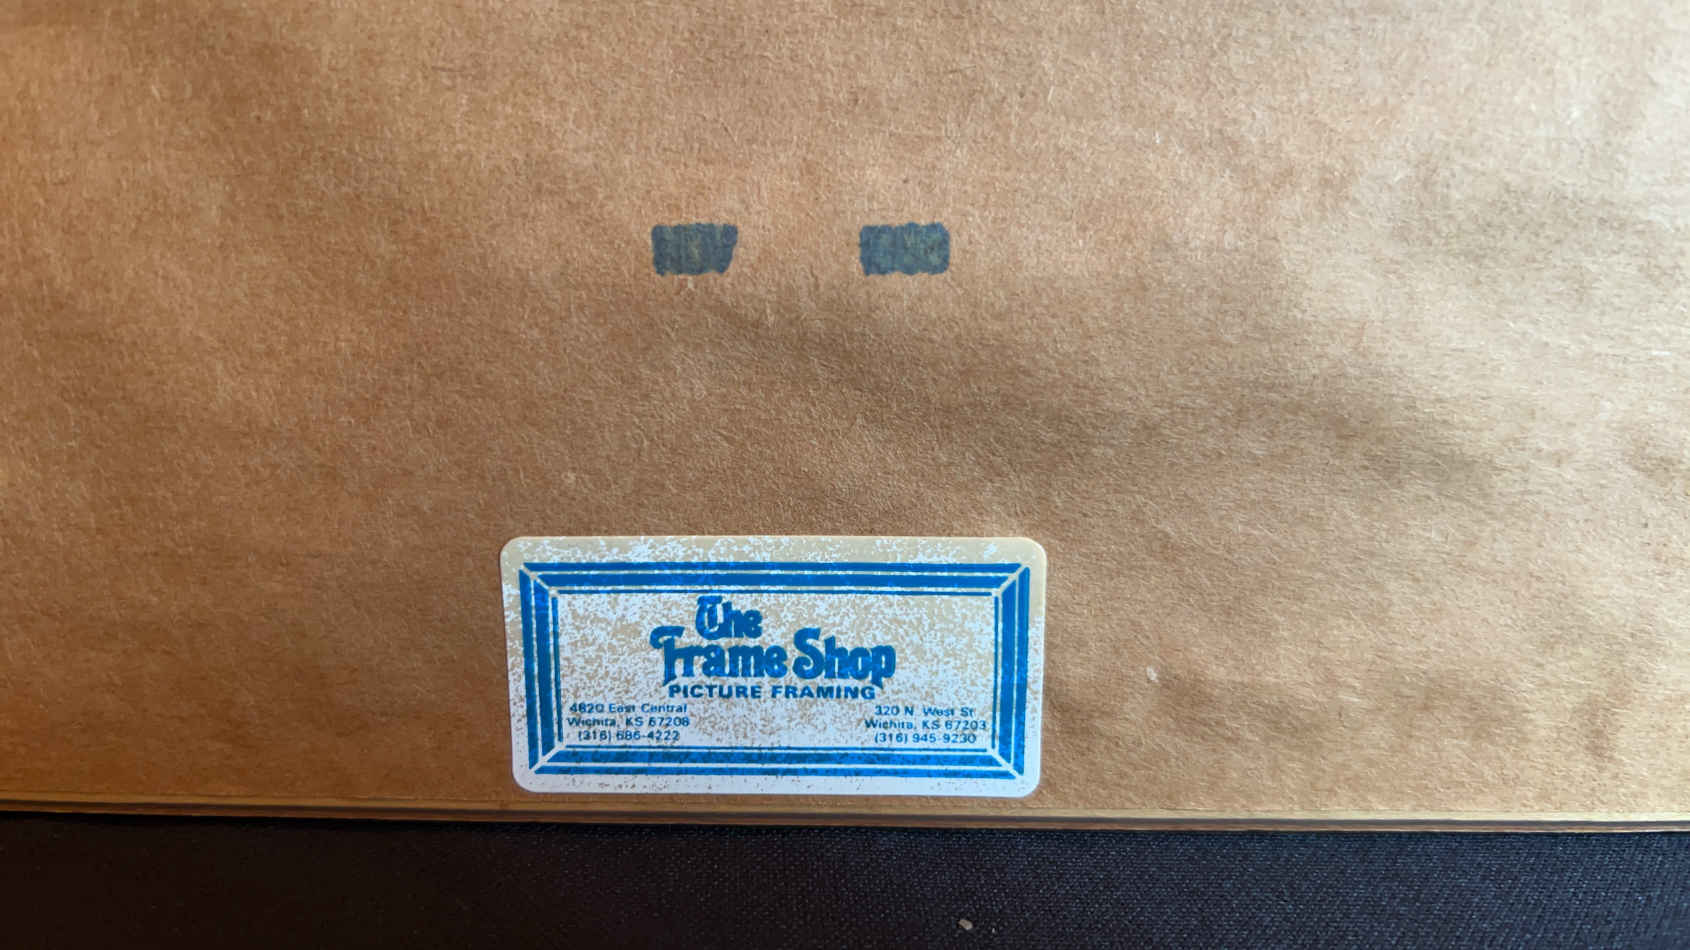 The
Frame Shop
PICTURE FRAMING
4820 East Central
Wichita, KS 67208
(316) 686-4222
320 N. West St
Wichita, KS 67203
(316) 945-9230